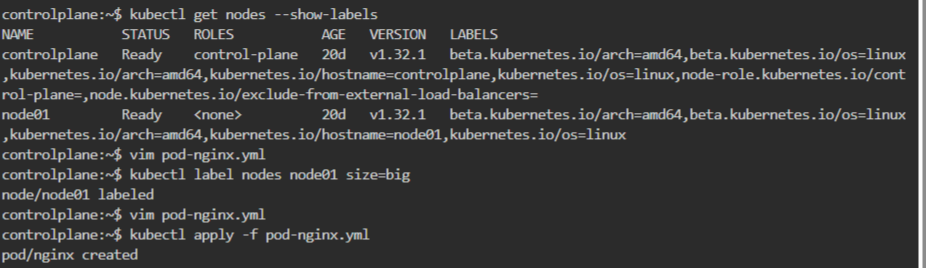 controlplane:~$ kubectl get nodes --show-labels
NAME           STATUS   ROLES           AGE   VERSION   LABELS
controlplane   Ready    control-plane   20d   v1.32.1   beta.kubernetes.io/arch=amd64,beta.kubernetes.io/os=linux
,kubernetes.io/arch=amd64,kubernetes.io/hostname=controlplane,kubernetes.io/os=linux,node-role.kubernetes.io/cont
rol-plane=,node.kubernetes.io/exclude-from-external-load-balancers=
node01         Ready    <none>          20d   v1.32.1   beta.kubernetes.io/arch=amd64,beta.kubernetes.io/os=linux
,kubernetes.io/arch=amd64,kubernetes.io/hostname=node01,kubernetes.io/os=linux
controlplane:~$ vim pod-nginx.yml
controlplane:~$ kubectl label nodes node01 size=big
node/node01 labeled
controlplane:~$ vim pod-nginx.yml
controlplane:~$ kubectl apply -f pod-nginx.yml
pod/nginx created